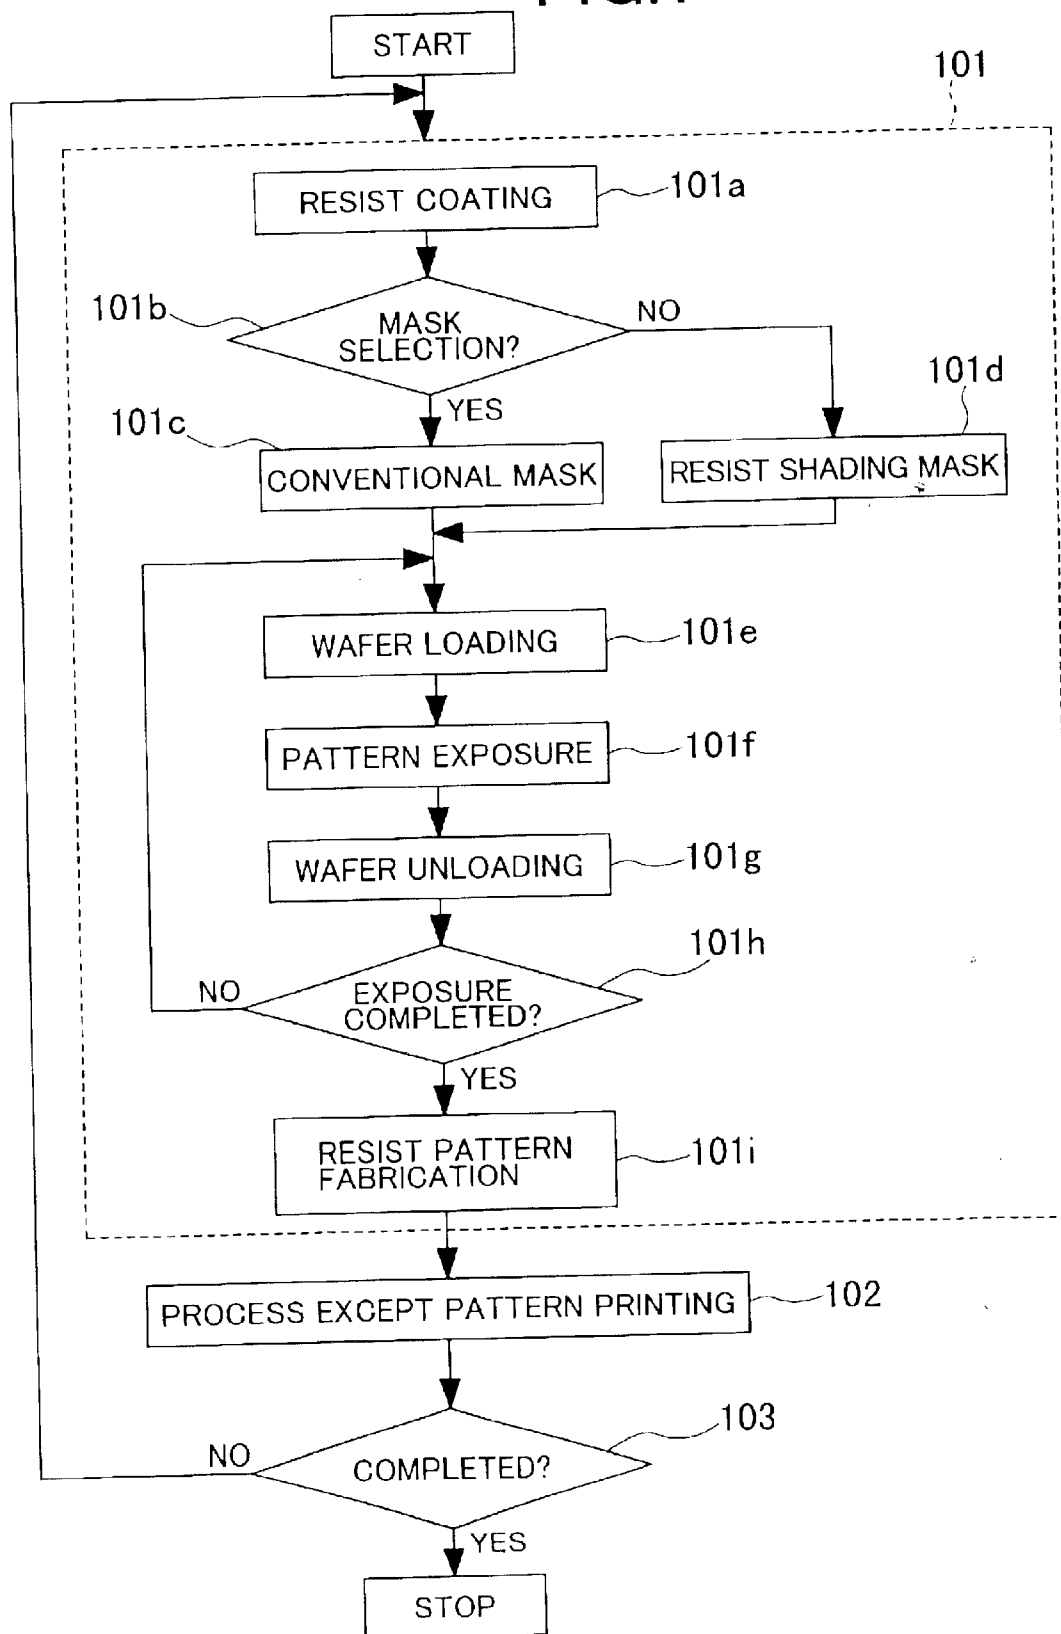 START
101
RESIST COATING
101a
101b
MASK
SELECTION?
NO
YES
101c
101d
CONVENTIONAL MASK
RESIST SHADING MASK
WAFER LOADING
101e
PATTERN EXPOSURE
101f
WAFER UNLOADING
101g
101h
NO
EXPOSURE
COMPLETED?
YES
RESIST PATTERN
FABRICATION
101i
PROCESS EXCEPT PATTERN PRINTING
102
103
NO
COMPLETED?
YES
STOP